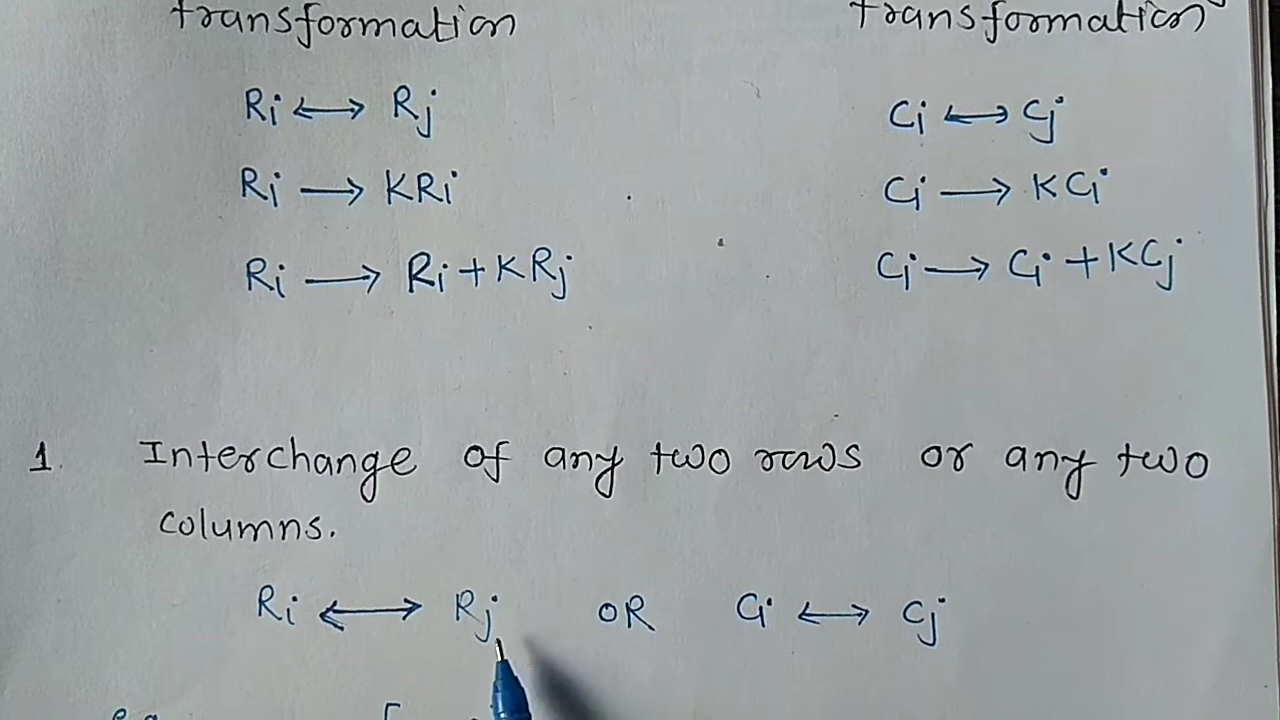 transformation transformation
Ri ⟷ Rj Ci ⟷ Cj
Ri ⟶ KRi Ci ⟶ KCi
Ri ⟶ Ri + KRj Ci ⟶ Ci + KCj
1. Interchange of any two rows or any two
columns.
Ri ⟷ Rj OR Ci ⟷ Cj